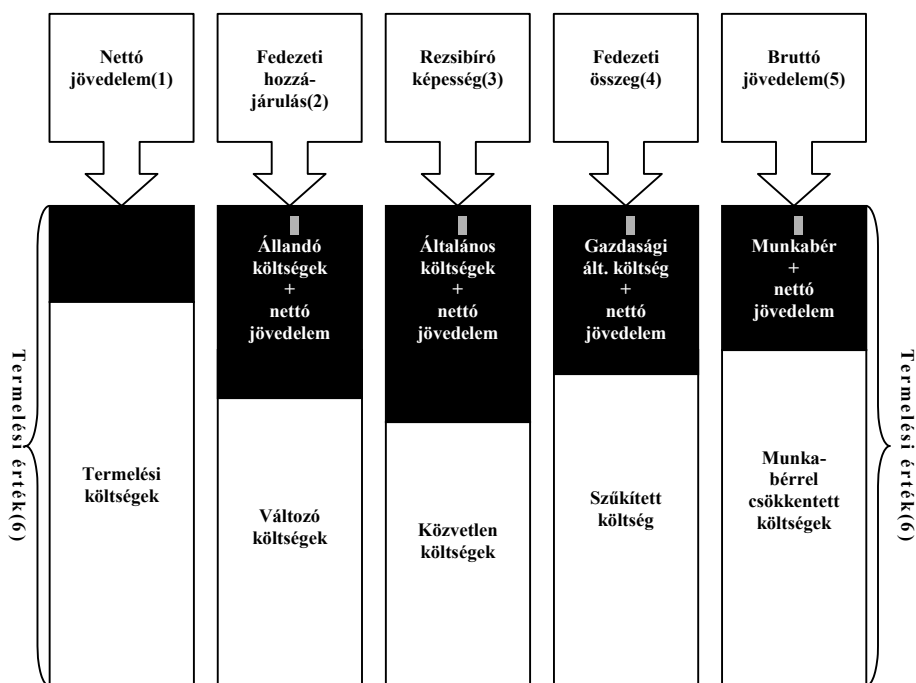 Nettó
jövedelem(1)
Fedezeti
hozzá-
járulás(2)
Rezsibíró
képesség(3)
Fedezeti
összeg(4)
Bruttó
jövedelem(5)
Termelési érték(6)
Termelési
költségek
Állandó
költségek
+
nettó
jövedelem
Változó
költségek
Általános
költségek
+
nettó
jövedelem
Közvetlen
költségek
Gazdasági
ált. költség
+
nettó
jövedelem
Szűkített
költség
Munkabér
+
nettó
jövedelem
Munka-
bérrel
csökkentett
költségek
Termelési érték(6)